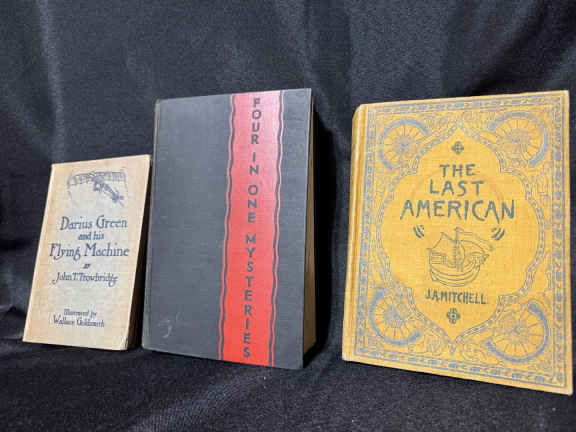 Darius Green
and his
Flying Machine
by
John T. Trowbridge
Illustrated by
Wallace Goldsmith
FOUR IN ONE MYSTERIES
THE
LAST
AMERICAN
J.A.MITCHELL